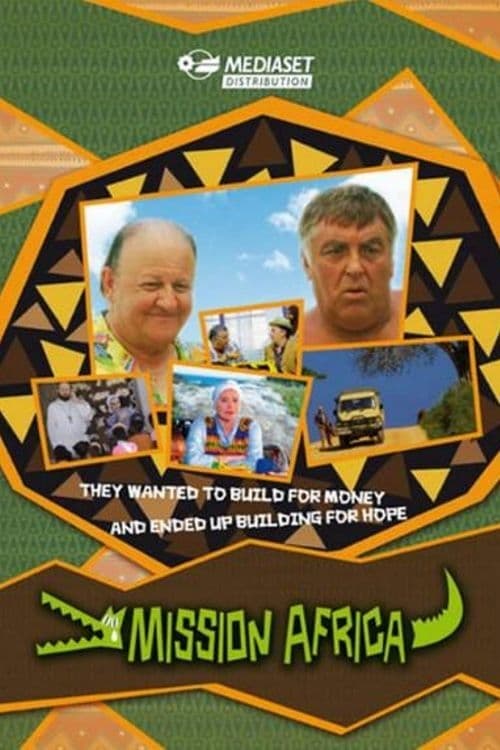 MEDIASET
DISTRIBUTION
THEY WANTED TO BUILD FOR MONEY
AND ENDED UP BUILDING FOR HOPE
MISSION AFRICA